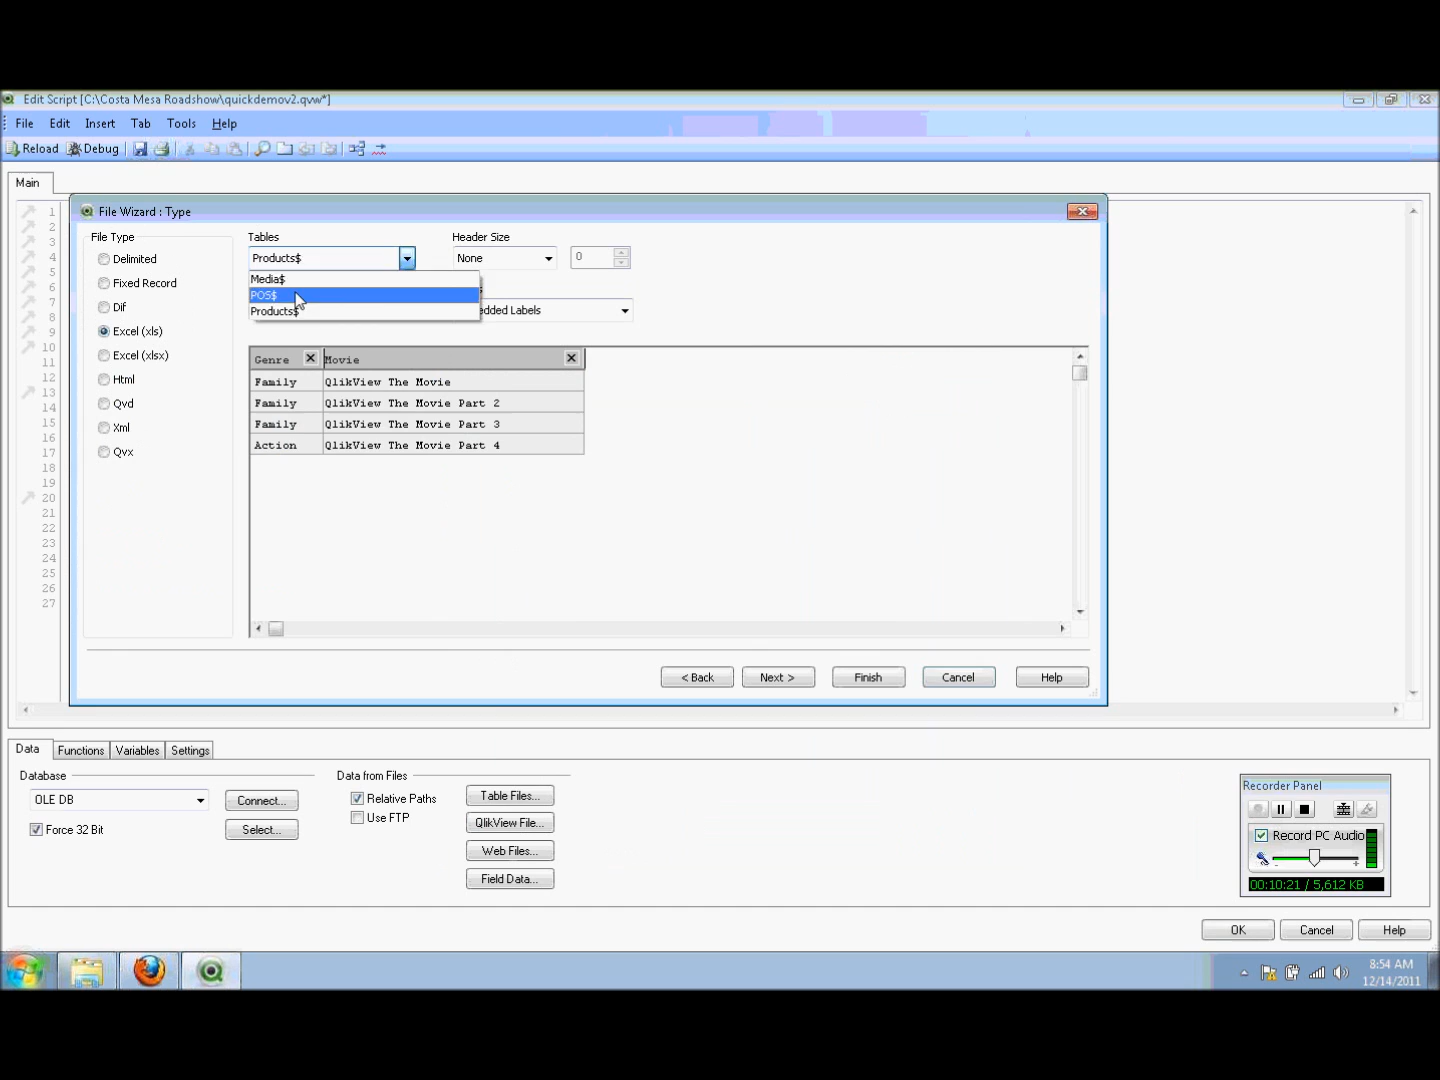 Edit Script [C:\Costa Mesa Roadshow\quickdemov2.qvw*]
File Edit Insert Tab Tools Help
Reload Debug
Main
1
2
3
4
5
6
7
8
9
10
11
12
13
14
15
16
17
18
19
20
21
22
23
24
25
26
27
File Wizard : Type
File Type
Delimited
Fixed Record
Dif
Excel (xls)
Excel (xlsx)
Html
Qvd
Xml
Qvx
Tables
Products$
Media$
POS$
Products$
Header Size
None
0
edded Labels
Genre Movie
Family QlikView The Movie
Family QlikView The Movie Part 2
Family QlikView The Movie Part 3
Action QlikView The Movie Part 4
< Back Next > Finish Cancel Help
Data Functions Variables Settings
Database
OLE DB
Connect...
Force 32 Bit
Select...
Data from Files
Relative Paths
Use FTP
Table Files...
QlikView File...
Web Files...
Field Data...
Recorder Panel
Record PC Audio
- +
00:10:21 / 5,612 KB
OK Cancel Help
8:54 AM
12/14/2011